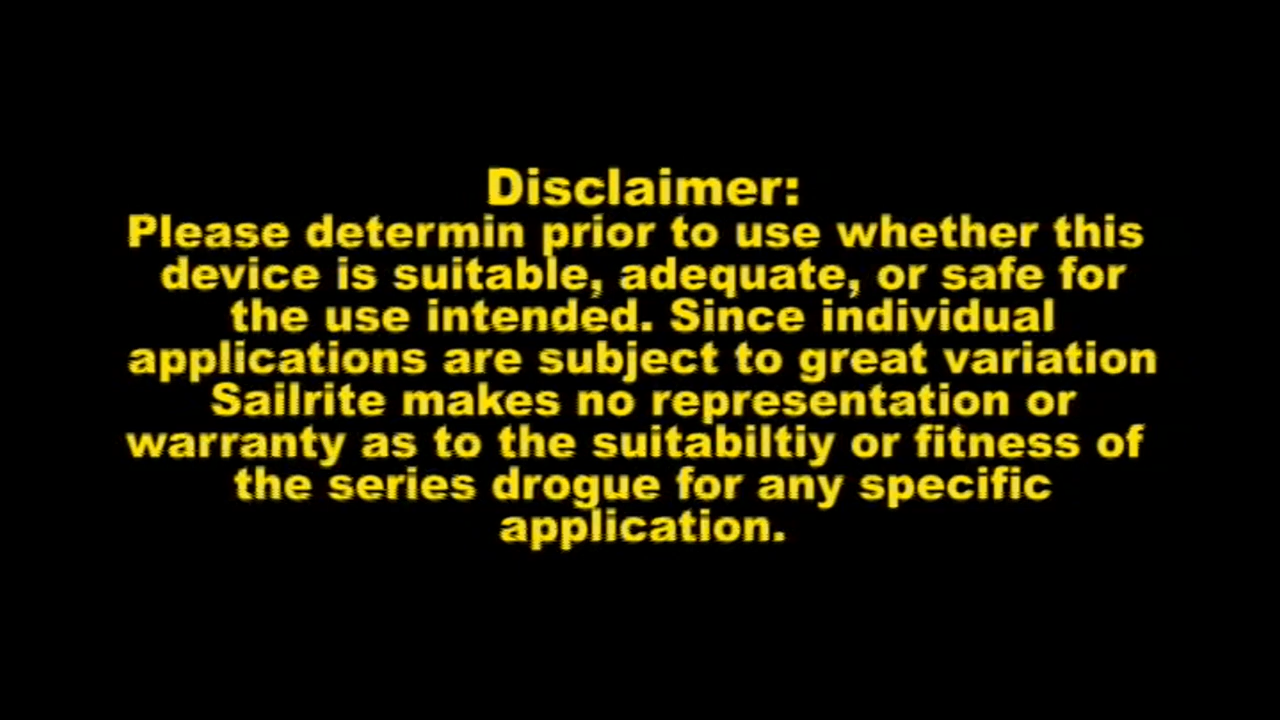 Disclaimer:
Please determin prior to use whether this
device is suitable, adequate, or safe for
the use intended. Since individual
applications are subject to great variation
Sailrite makes no representation or
warranty as to the suitabiltiy or fitness of
the series drogue for any specific
application.